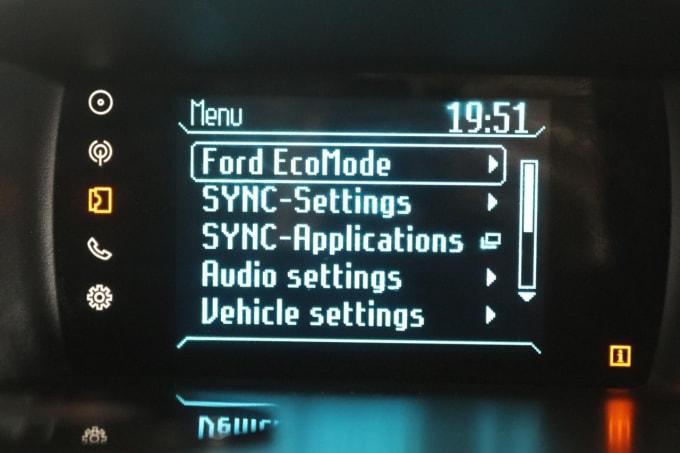 Menu 19:51
Ford EcoMode
SYNC-Settings
SYNC-Applications
Audio settings
Vehicle settings
i